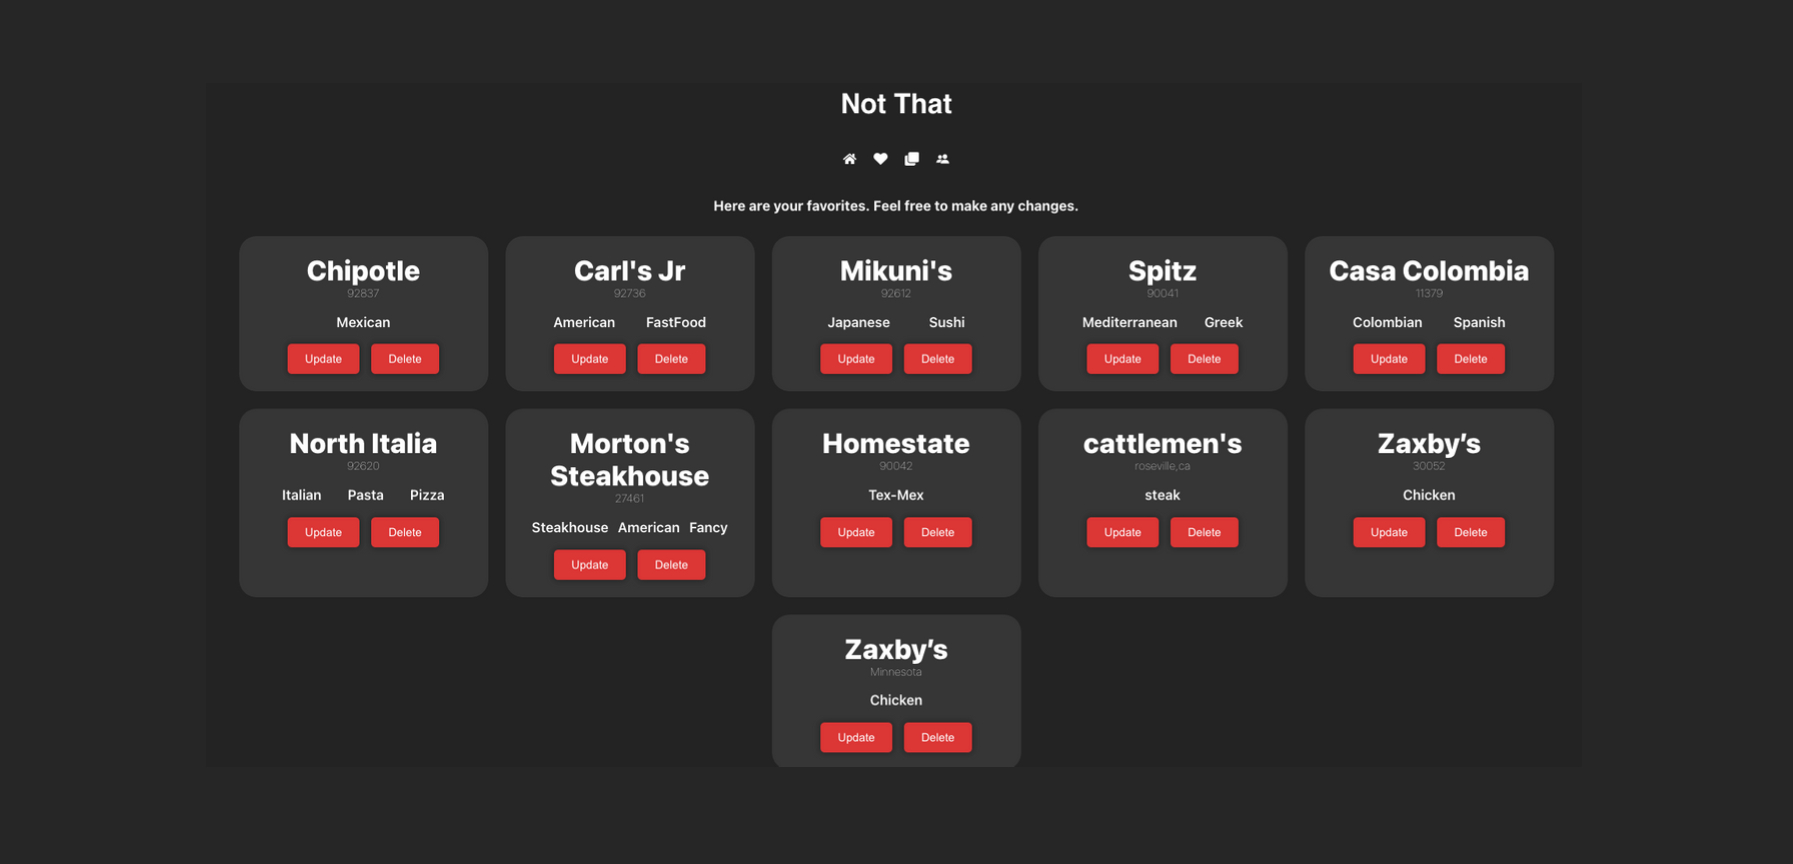 Not That
Here are your favorites. Feel free to make any changes.
Chipotle
92837
Mexican
Update Delete
Carl's Jr
92736
American FastFood
Update Delete
Mikuni's
92612
Japanese Sushi
Update Delete
Spitz
90041
Mediterranean Greek
Update Delete
Casa Colombia
11379
Colombian Spanish
Update Delete
North Italia
92620
Italian Pasta Pizza
Update Delete
Morton's
Steakhouse
27461
Steakhouse American Fancy
Update Delete
Homestate
90042
Tex-Mex
Update Delete
cattlemen's
roseville,ca
steak
Update Delete
Zaxby’s
30052
Chicken
Update Delete
Zaxby’s
Minnesota
Chicken
Update Delete